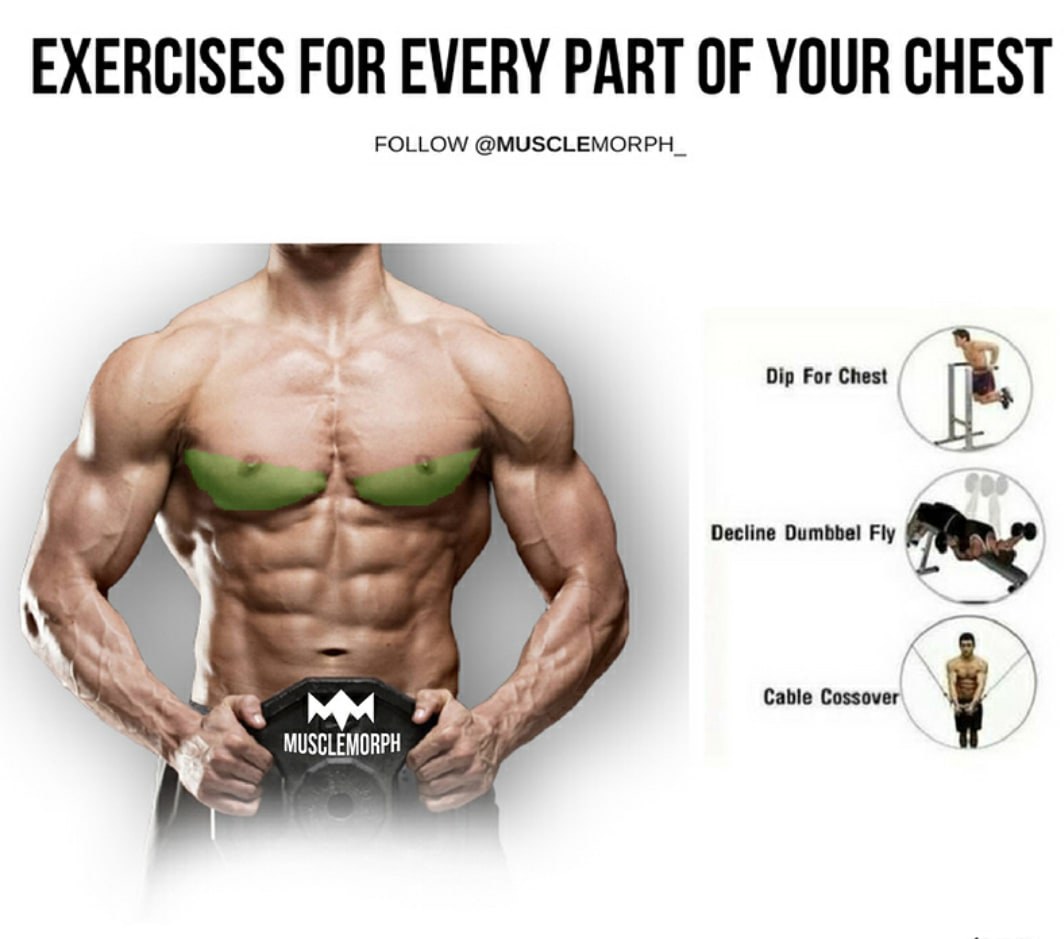 EXERCISES FOR EVERY PART OF YOUR CHEST
FOLLOW @MUSCLEMORPH_
Dip For Chest
Decline Dumbbel Fly
Cable Cossover
MUSCLEMORPH